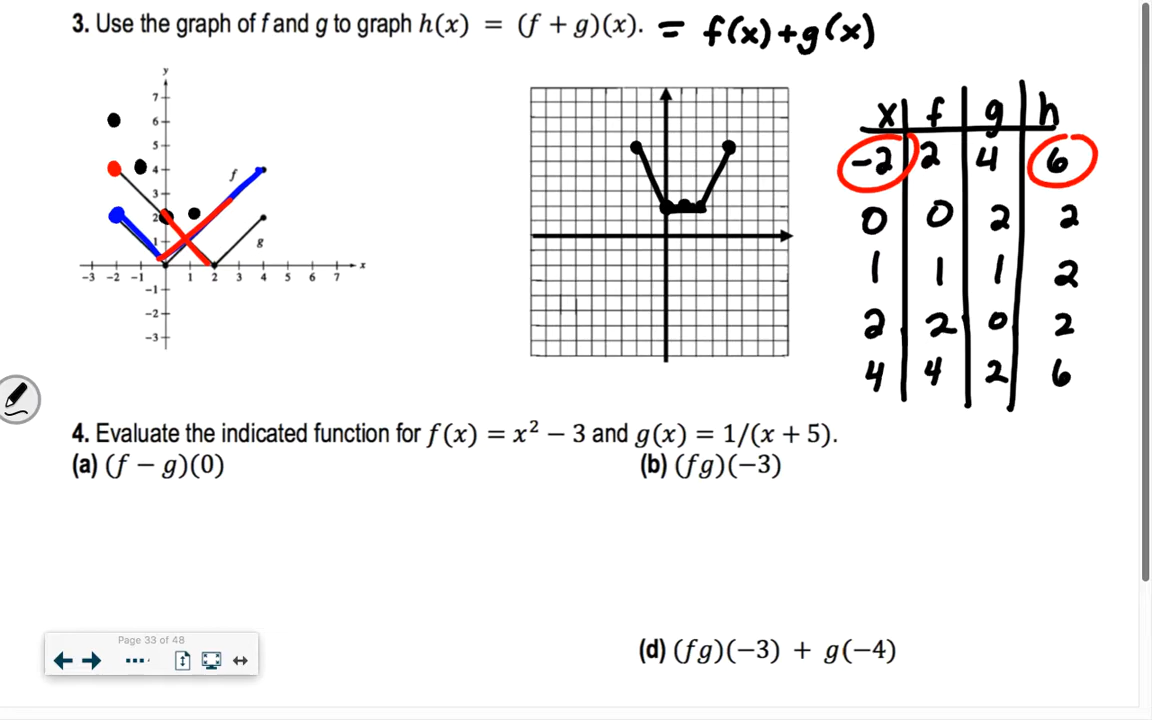 3. Use the graph of f and g to graph h(x) = (f + g)(x). = f(x)+g(x)
y
7
6
5
4
3
2
1
-1
-2
-3
-3 -2 -1 1 2 3 4 5 6 7 x
f
g
x f g h
-2 2 4 6
0 0 2 2
1 1 1 2
2 2 0 2
4 4 2 6
4. Evaluate the indicated function for f(x) = x² − 3 and g(x) = 1/(x + 5).
(a) (f − g)(0) (b) (fg)(−3)
Page 33 of 48
(d) (fg)(−3) + g(−4)